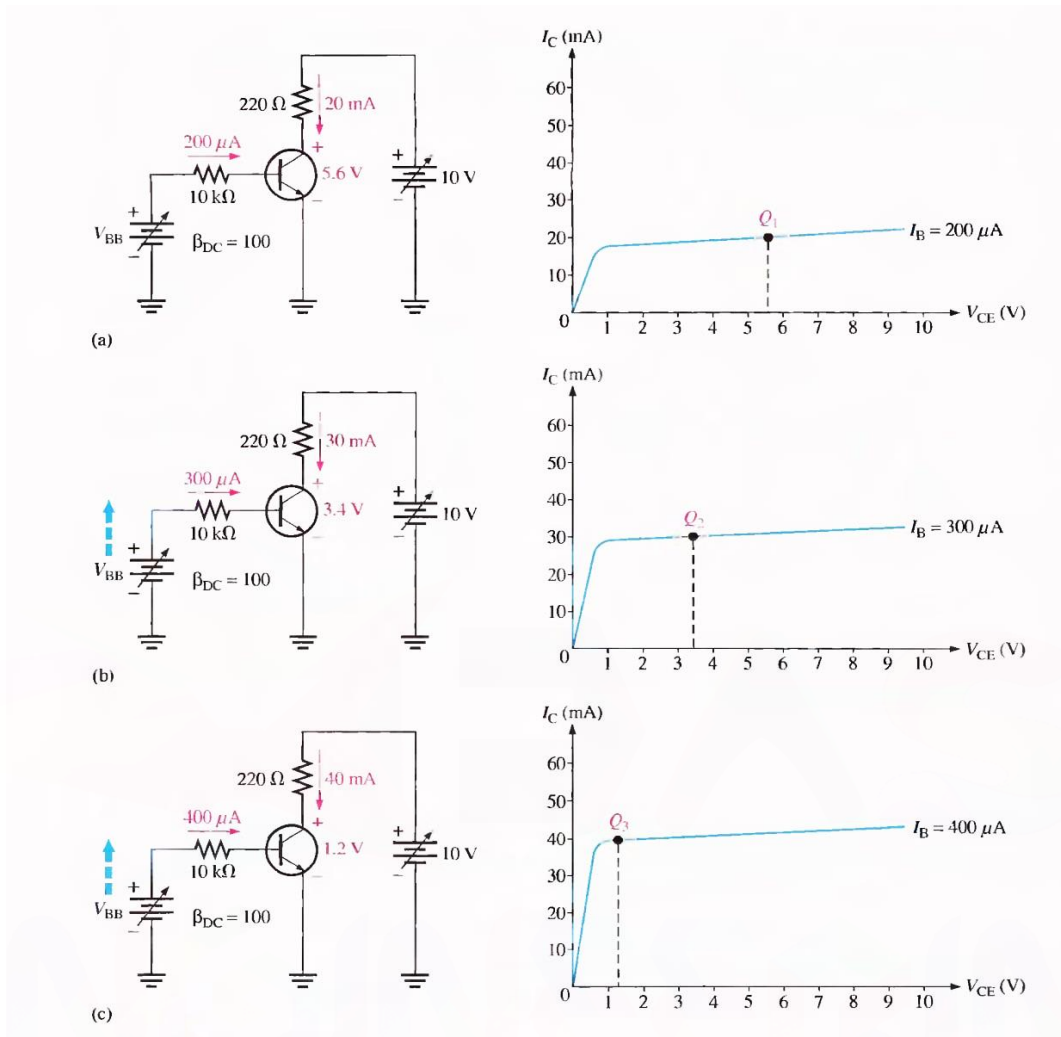 I_C (mA)
60
50
40
30
20
10
0
1 2 3 4 5 6 7 8 9 10
V_CE (V)
Q_1
I_B = 200 μA
220 Ω
20 mA
200 μA
+
5.6 V
−
10 kΩ
+
10 V
−
+
V_BB
−
β_DC = 100
(a)
I_C (mA)
60
50
40
30
20
10
0
1 2 3 4 5 6 7 8 9 10
V_CE (V)
Q_2
I_B = 300 μA
220 Ω
30 mA
300 μA
+
3.4 V
−
10 kΩ
+
10 V
−
+
V_BB
−
β_DC = 100
(b)
I_C (mA)
60
50
40
30
20
10
0
1 2 3 4 5 6 7 8 9 10
V_CE (V)
Q_3
I_B = 400 μA
220 Ω
40 mA
400 μA
+
1.2 V
−
10 kΩ
+
10 V
−
+
V_BB
−
β_DC = 100
(c)